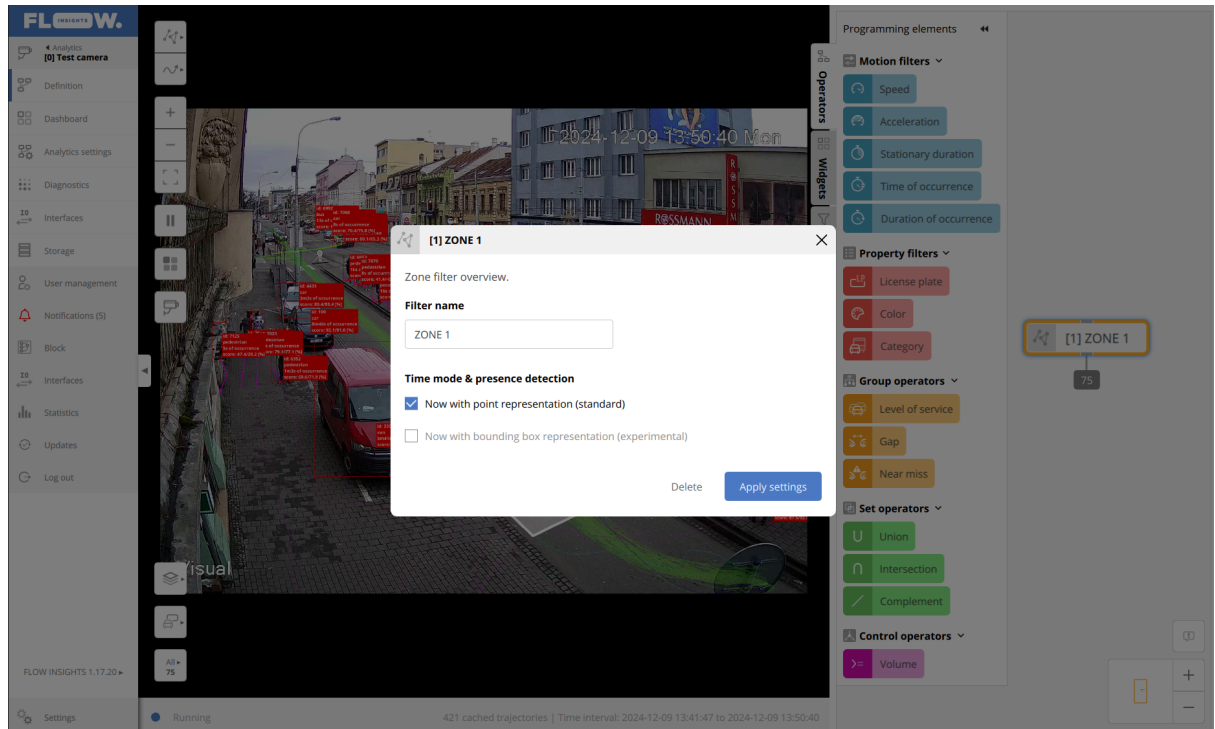 FLOW.
INSIGHTS
Analytics
[0] Test camera
Definition
Dashboard
Analytics settings
Diagnostics
Interfaces
Storage
User management
Notifications (5)
Block
Interfaces
Statistics
Updates
Log out
FLOW INSIGHTS 1.17.20
Settings
2024-12-09 13:50:40 Mon
ROSSMANN
Visual
All
75
Running
421 cached trajectories | Time interval: 2024-12-09 13:41:47 to 2024-12-09 13:50:40
[1] ZONE 1
Zone filter overview.
Filter name
ZONE 1
Time mode & presence detection
Now with point representation (standard)
Now with bounding box representation (experimental)
Delete
Apply settings
Operators
Widgets
Programming elements
Motion filters
Speed
Acceleration
Stationary duration
Time of occurrence
Duration of occurrence
Property filters
License plate
Color
Category
Group operators
Level of service
Gap
Near miss
Set operators
Union
Intersection
Complement
Control operators
Volume
[1] ZONE 1
75